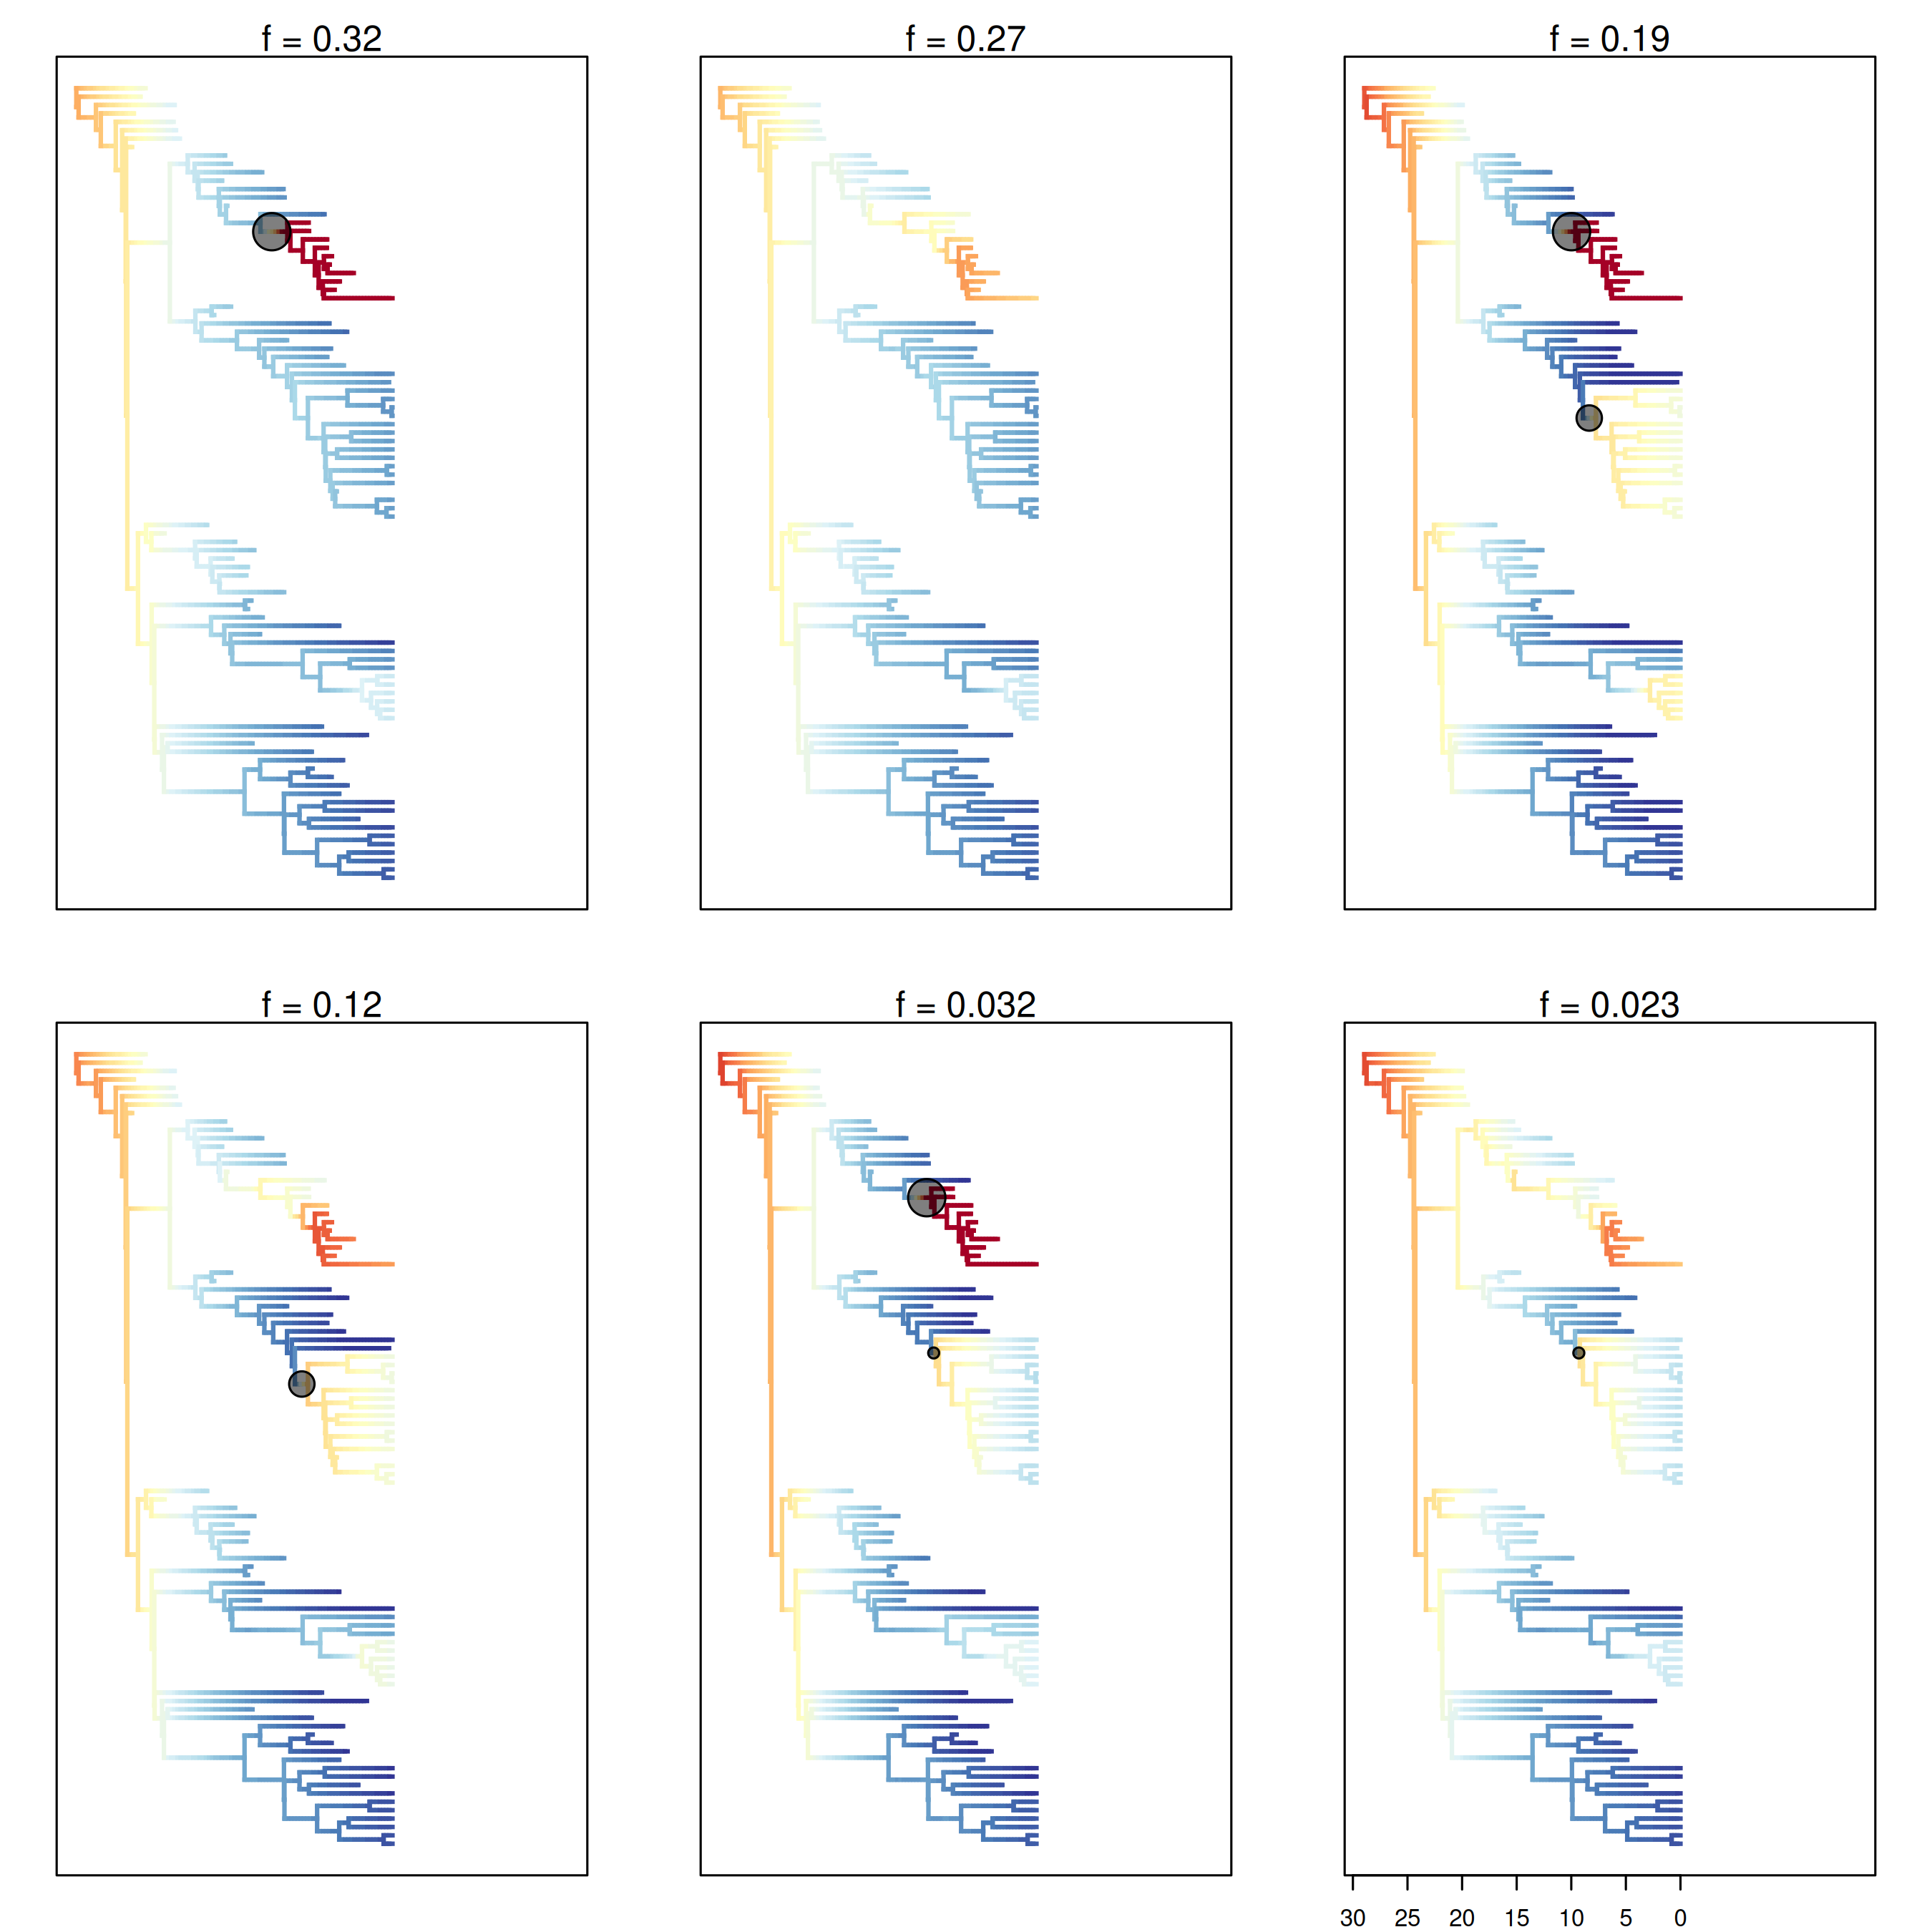 f = 0.32
f = 0.27
f = 0.19
f = 0.12
f = 0.032
f = 0.023
30 25 20 15 10 5 0